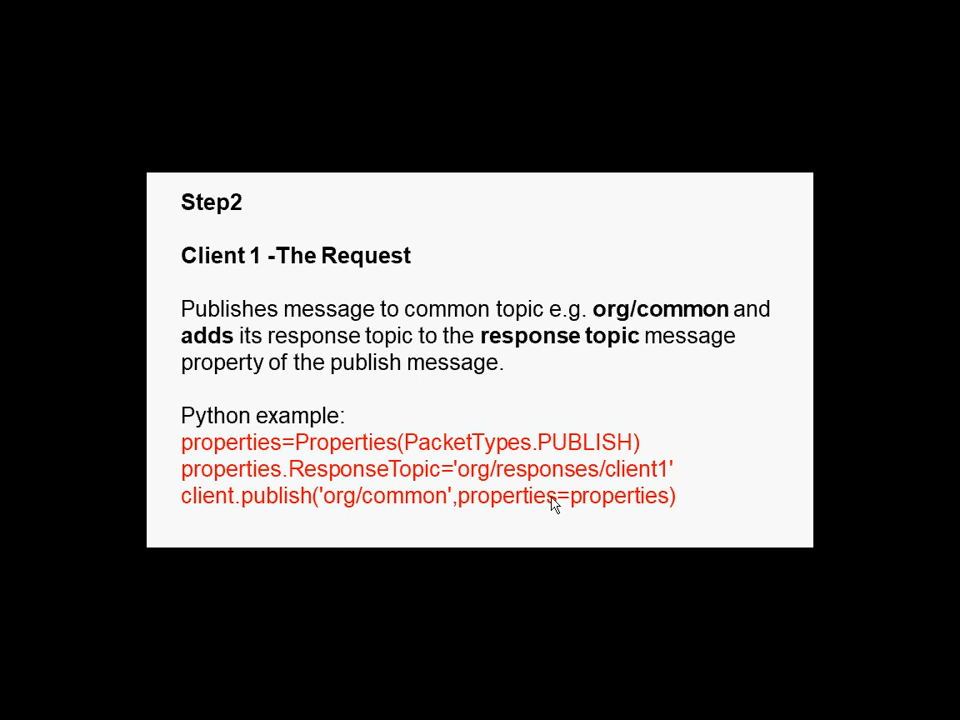 Step2
Client 1 -The Request
Publishes message to common topic e.g. org/common and
adds its response topic to the response topic message
property of the publish message.
Python example:
properties=Properties(PacketTypes.PUBLISH)
properties.ResponseTopic='org/responses/client1'
client.publish('org/common',properties=properties)